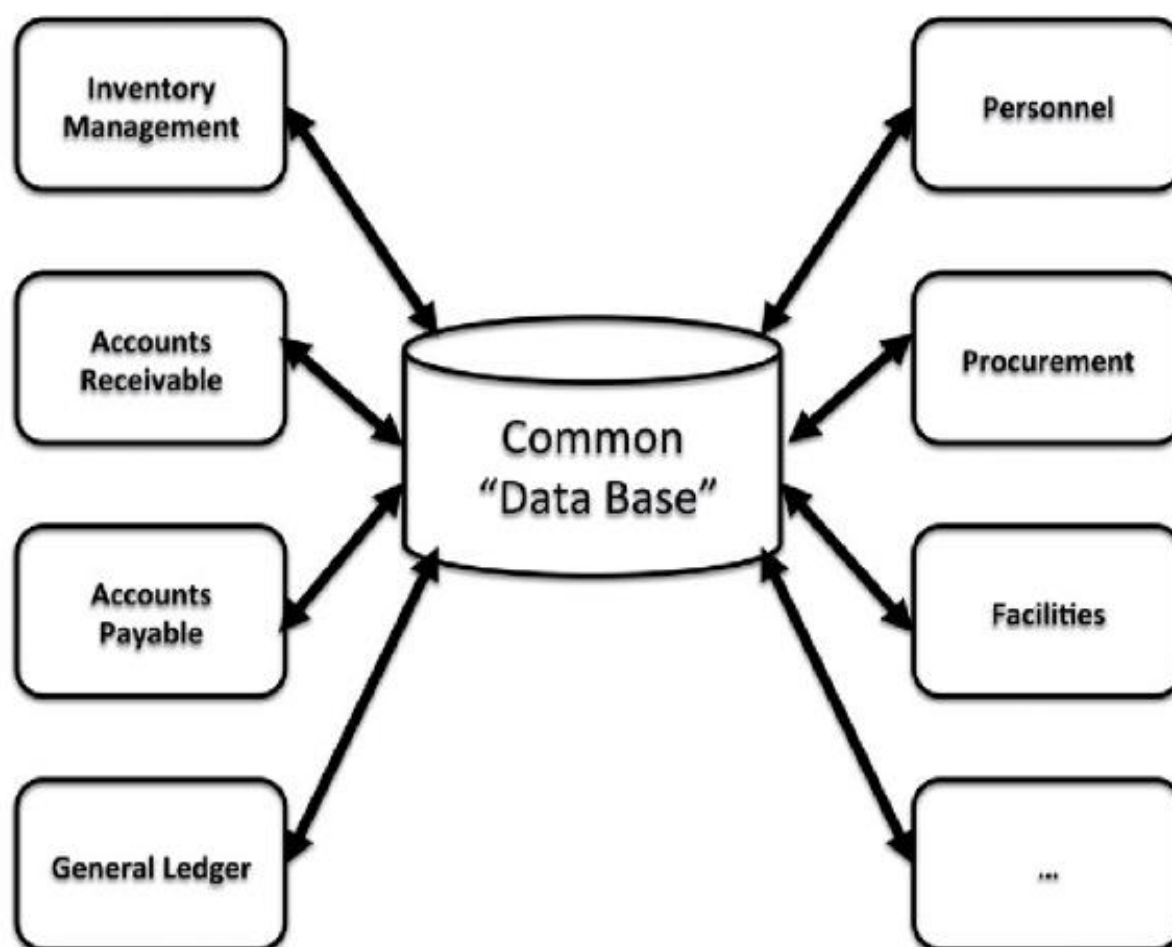 Inventory
Management
Accounts
Receivable
Accounts
Payable
General Ledger
Common
“Data Base”
Personnel
Procurement
Facilities
...